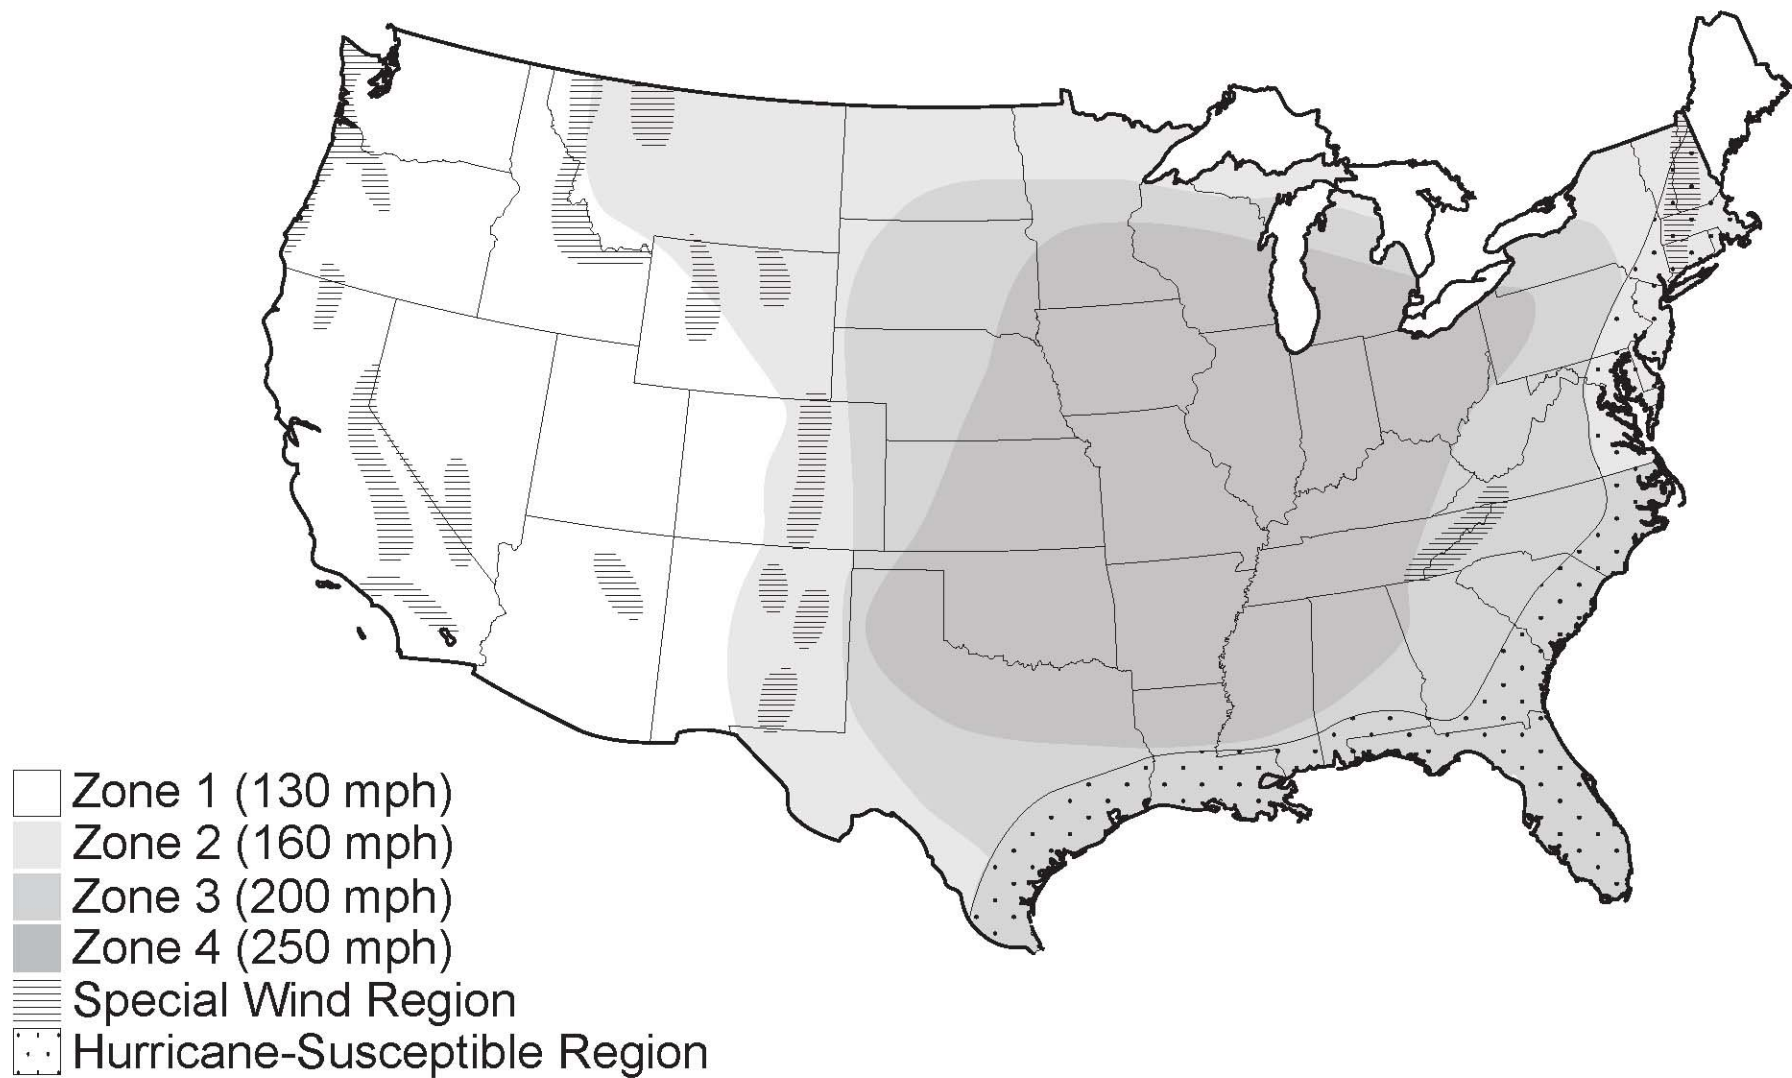 Zone 1 (130 mph)
Zone 2 (160 mph)
Zone 3 (200 mph)
Zone 4 (250 mph)
Special Wind Region
Hurricane-Susceptible Region